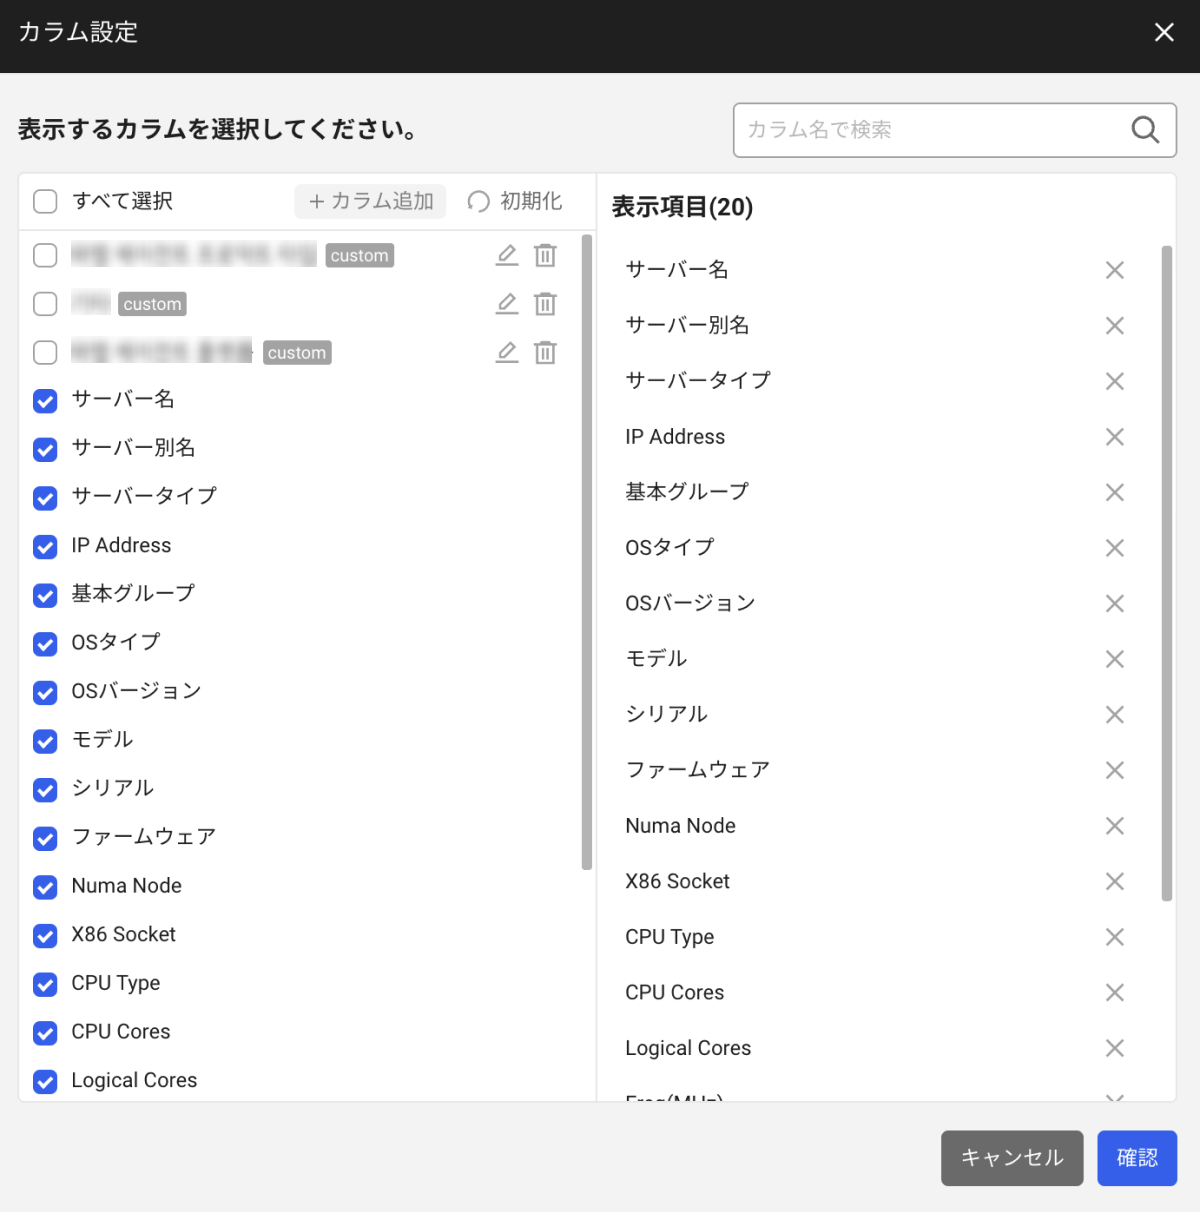 カラム設定
表示するカラムを選択してください。
カラム名で検索
すべて選択
+ カラム追加
初期化
custom
custom
custom
サーバー名
サーバー別名
サーバータイプ
IP Address
基本グループ
OSタイプ
OSバージョン
モデル
シリアル
ファームウェア
Numa Node
X86 Socket
CPU Type
CPU Cores
Logical Cores
表示項目(20)
サーバー名
サーバー別名
サーバータイプ
IP Address
基本グループ
OSタイプ
OSバージョン
モデル
シリアル
ファームウェア
Numa Node
X86 Socket
CPU Type
CPU Cores
Logical Cores
Freq(MHz)
キャンセル
確認